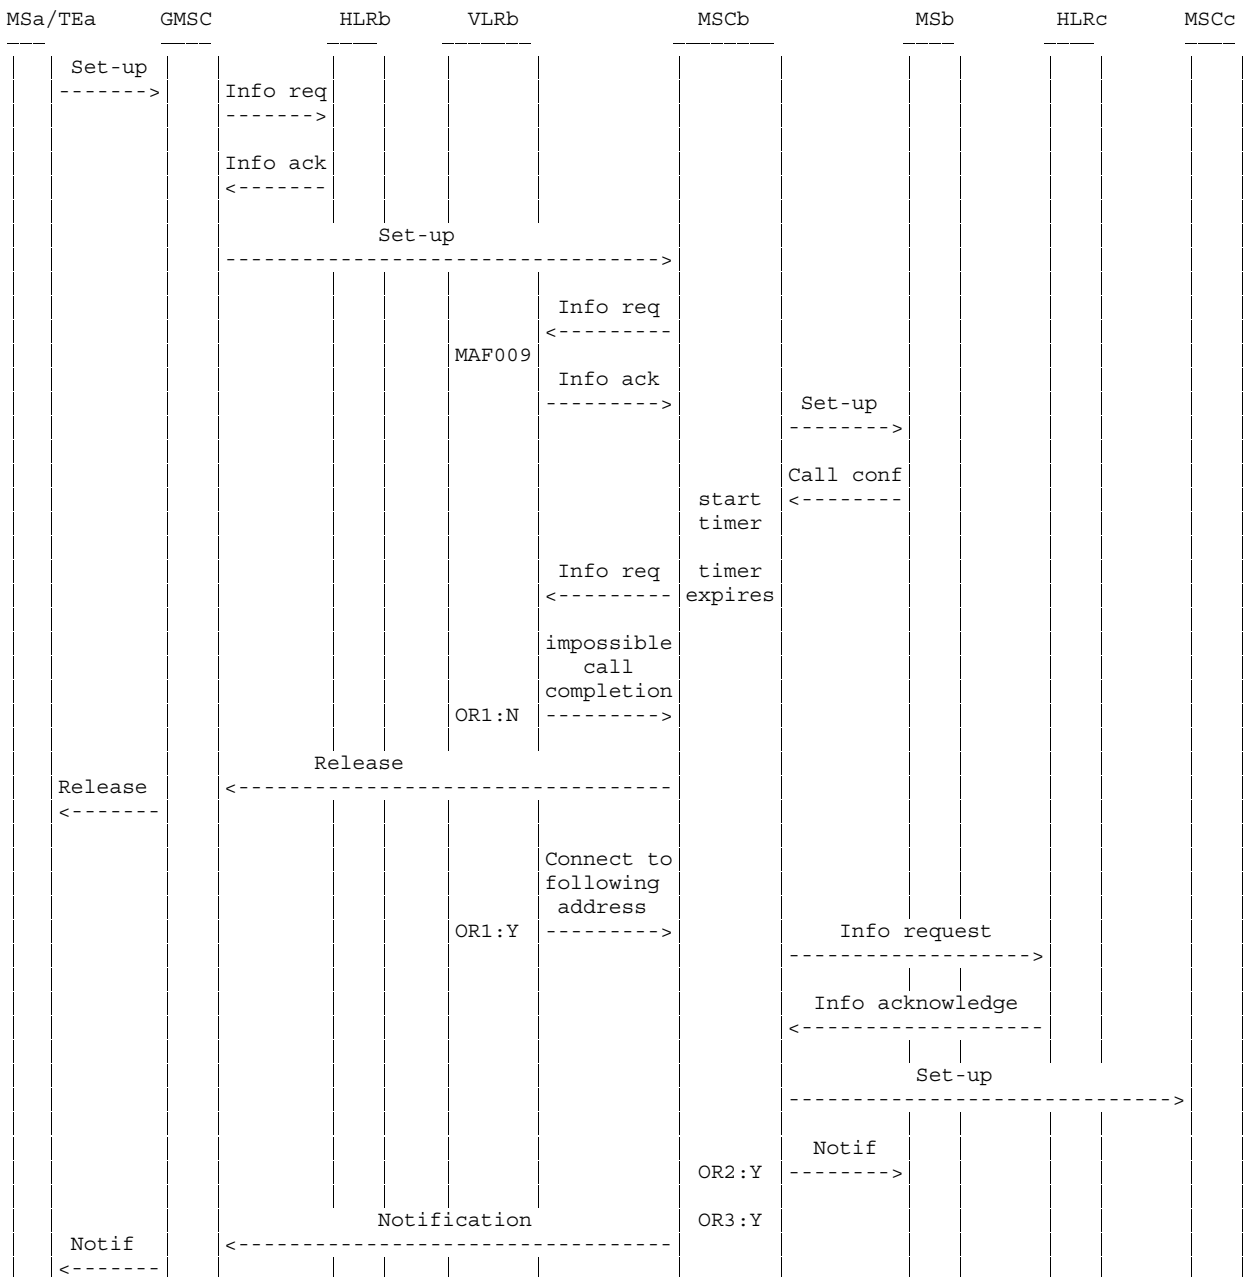 MSa/TEa GMSC HLRb VLRb MSCb MSb HLRc MSCc
Set-up
------->  Info req
------->
Info ack
<-------
Set-up
---------------------------------->
Info req
<---------
MAF009
Info ack
---------> Set-up
-------->
Call conf
start <--------
timer
Info req timer
<--------- expires
impossible
call
completion
OR1:N --------->
Release
Release <----------------------------------
<-------
Connect to
following
address
OR1:Y ---------> Info request
------------------->
Info acknowledge
<-------------------
Set-up
------------------------------>
Notif
OR2:Y -------->
Notification OR3:Y
Notif <----------------------------------
<-------